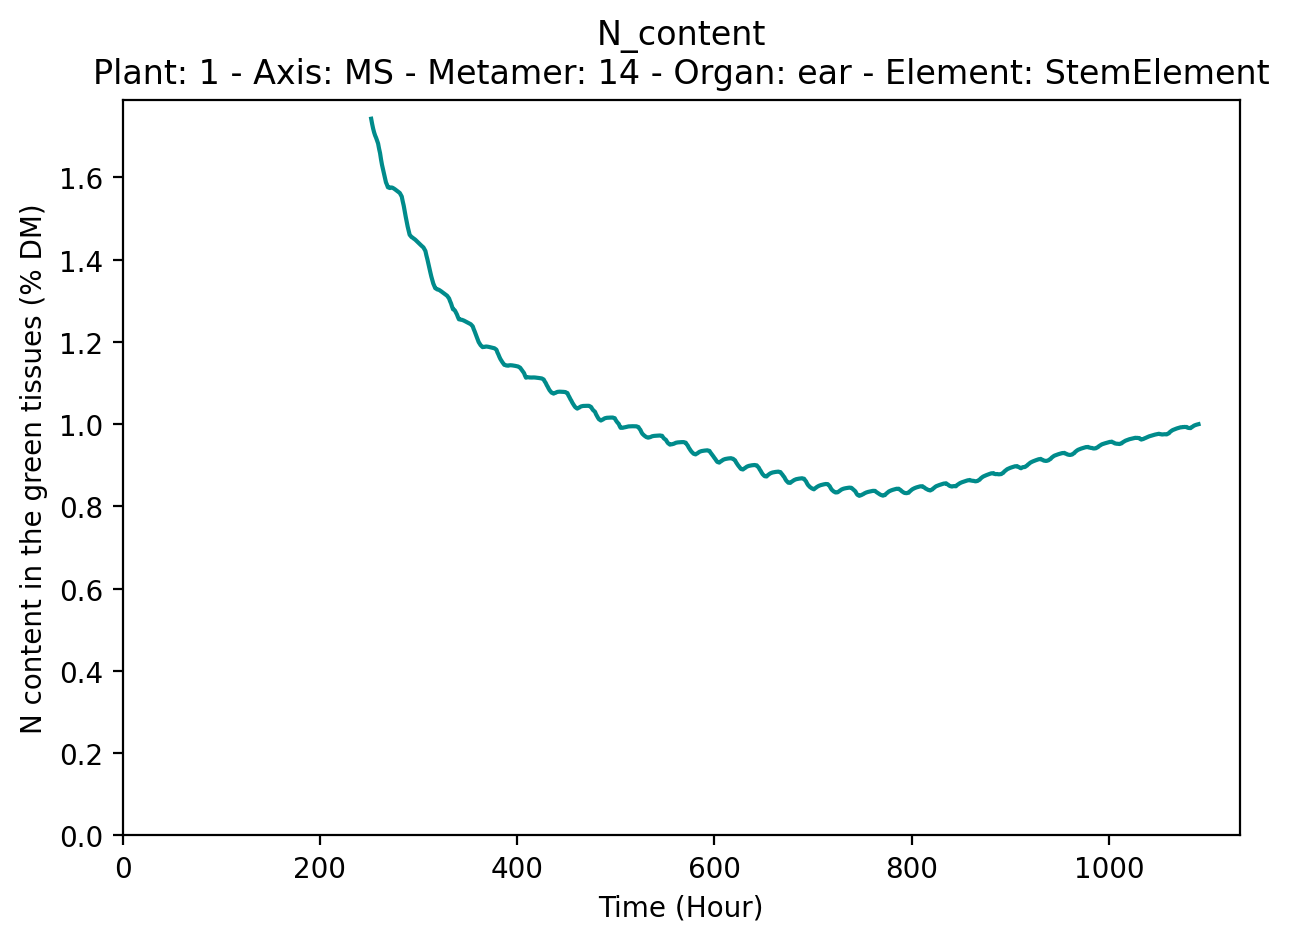 N_content
Plant: 1 - Axis: MS - Metamer: 14 - Organ: ear - Element: StemElement
N content in the green tissues (% DM)
1.6
1.4
1.2
1.0
0.8
0.6
0.4
0.2
0.0
0 200 400 600 800 1000
Time (Hour)